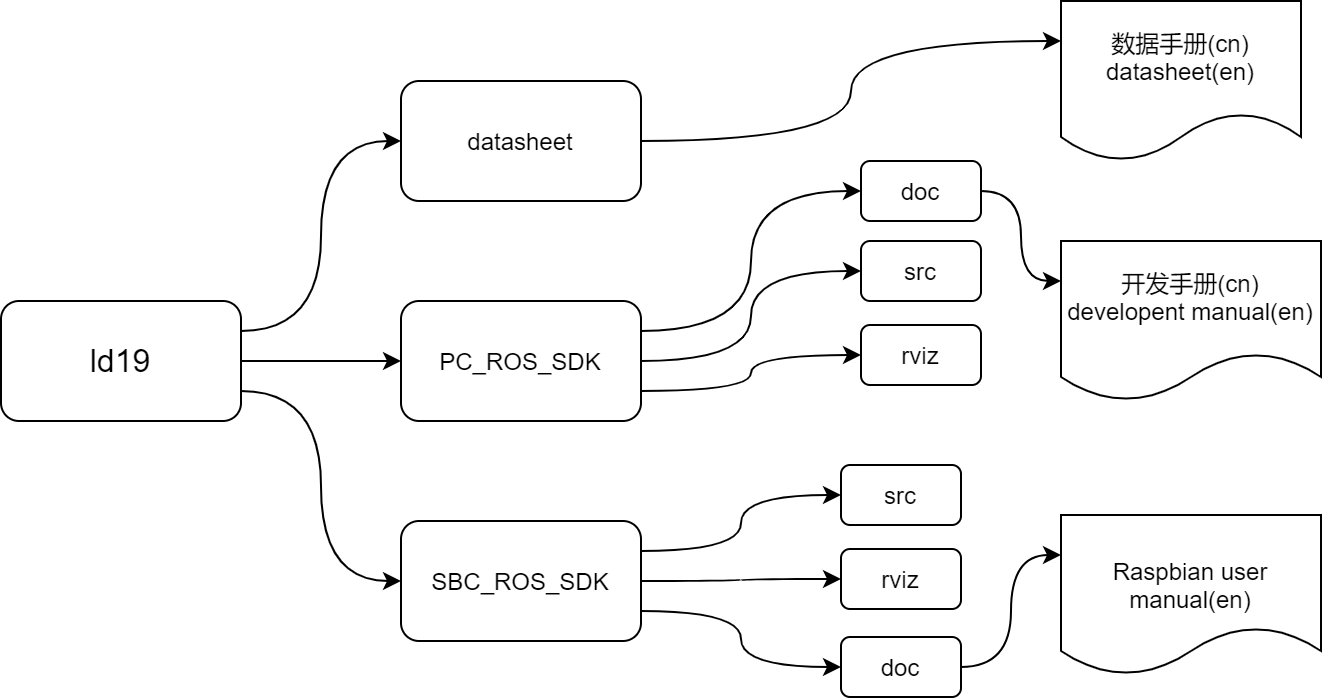 数据手册(cn)
datasheet(en)
datasheet
doc
src
开发手册(cn)
developent manual(en)
ld19
PC_ROS_SDK
rviz
src
SBC_ROS_SDK
rviz
Raspbian user
manual(en)
doc